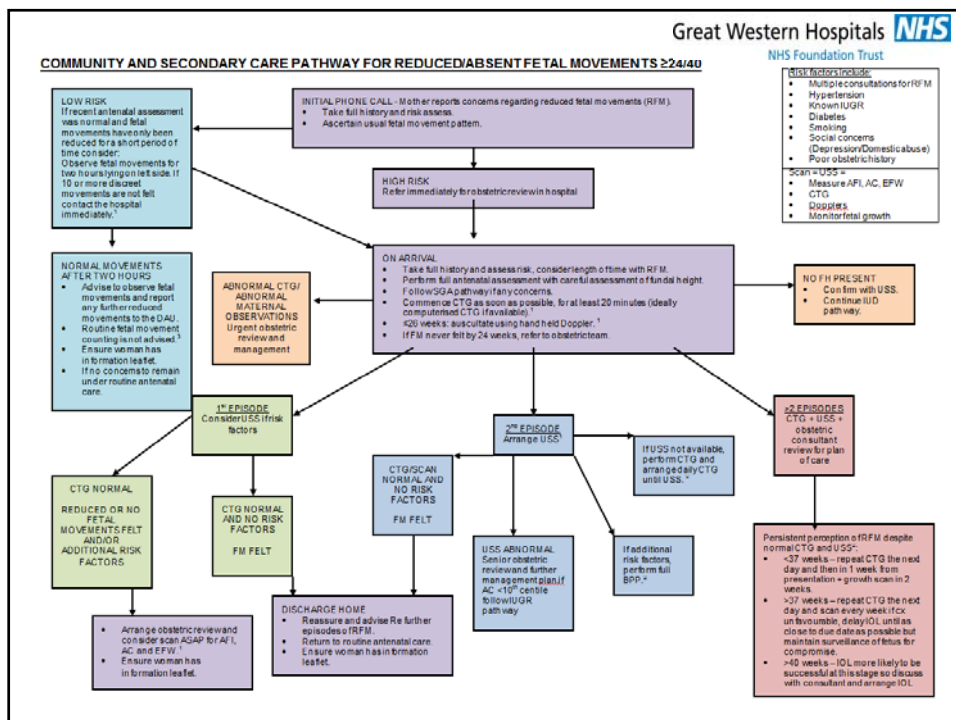 Great Western Hospitals NHS
NHS Foundation Trust
COMMUNITY AND SECONDARY CARE PATHWAY FOR REDUCED/ABSENT FETAL MOVEMENTS ≥24/40
Risk factors include:
• Multiple consultations for RFM
• Hypertension
• Known IUGR
• Diabetes
• Smoking
• Social concerns
(Depression/Domestic abuse)
• Poor obstetric history
Scan = USS =
• Measure AFI, AC, EFW
• CTG
• Dopplers
• Monitor fetal growth
LOW RISK
If recent antenatal assessment
was normal and fetal
movements have only been
reduced for a short period of
time consider:
Observe fetal movements for
two hours lying on left side. If
10 or more discreet
movements are not felt
contact the hospital
immediately.¹
INITIAL PHONE CALL - Mother reports concerns regarding reduced fetal movements (RFM).
• Take full history and risk assess.
• Ascertain usual fetal movement pattern.
HIGH RISK
Refer immediately for obstetric review in hospital
NORMAL MOVEMENTS
AFTER TWO HOURS
• Advise to observe fetal
movements and report
any further reduced
movements to the DAU.
• Routine fetal movement
counting is not advised.³
• Ensure woman has
information leaflet.
• If no concerns to remain
under routine antenatal
care.
ABNORMAL CTG/
ABNORMAL
MATERNAL
OBSERVATIONS
Urgent obstetric
review and
management
ON ARRIVAL
• Take full history and assess risk, consider length of time with RFM.
• Perform full antenatal assessment with careful assessment of fundal height.
• Follow SGA pathway if any concerns.
• Commence CTG as soon as possible, for at least 20 minutes (ideally
computerised CTG if available).¹
• ≤26 weeks: auscultate using hand held Doppler.¹
• If FM never felt by 24 weeks, refer to obstetric team.
NO FH PRESENT
• Confirm with USS.
• Continue IUD
pathway.
1ST EPISODE
Consider USS if risk
factors
2ND EPISODE
Arrange USS
If USS not available,
perform CTG and
arrange daily CTG
until USS.
>2 EPISODES
CTG + USS +
obstetric
consultant
review for plan
of care
CTG NORMAL
REDUCED OR NO
FETAL
MOVEMENTS FELT
AND/OR
ADDITIONAL RISK
FACTORS
CTG NORMAL
AND NO RISK
FACTORS
FM FELT
CTG/SCAN
NORMAL AND
NO RISK
FACTORS
FM FELT
USS ABNORMAL
Senior obstetric
review and further
management plan, if
AC <10th centile
follow IUGR
pathway
If additional
risk factors,
perform full
BPP.
Persistent perception of RFM despite
normal CTG and USS:
• <37 weeks – repeat CTG the next
day and then in 1 week from
presentation + growth scan in 2
weeks.
• >37 weeks – repeat CTG the next
day and scan every week if cx
unfavourable, delay IOL until as
close to due date as possible but
maintain surveillance of fetus for
compromise.
• >40 weeks – IOL more likely to be
successful at this stage so discuss
with consultant and arrange IOL
• Arrange obstetric review and
consider scan ASAP for AFI,
AC and EFW.¹
• Ensure woman has
information leaflet.
DISCHARGE HOME
• Reassure and advise Re further
episodes of RFM.
• Return to routine antenatal care.
• Ensure woman has information
leaflet.